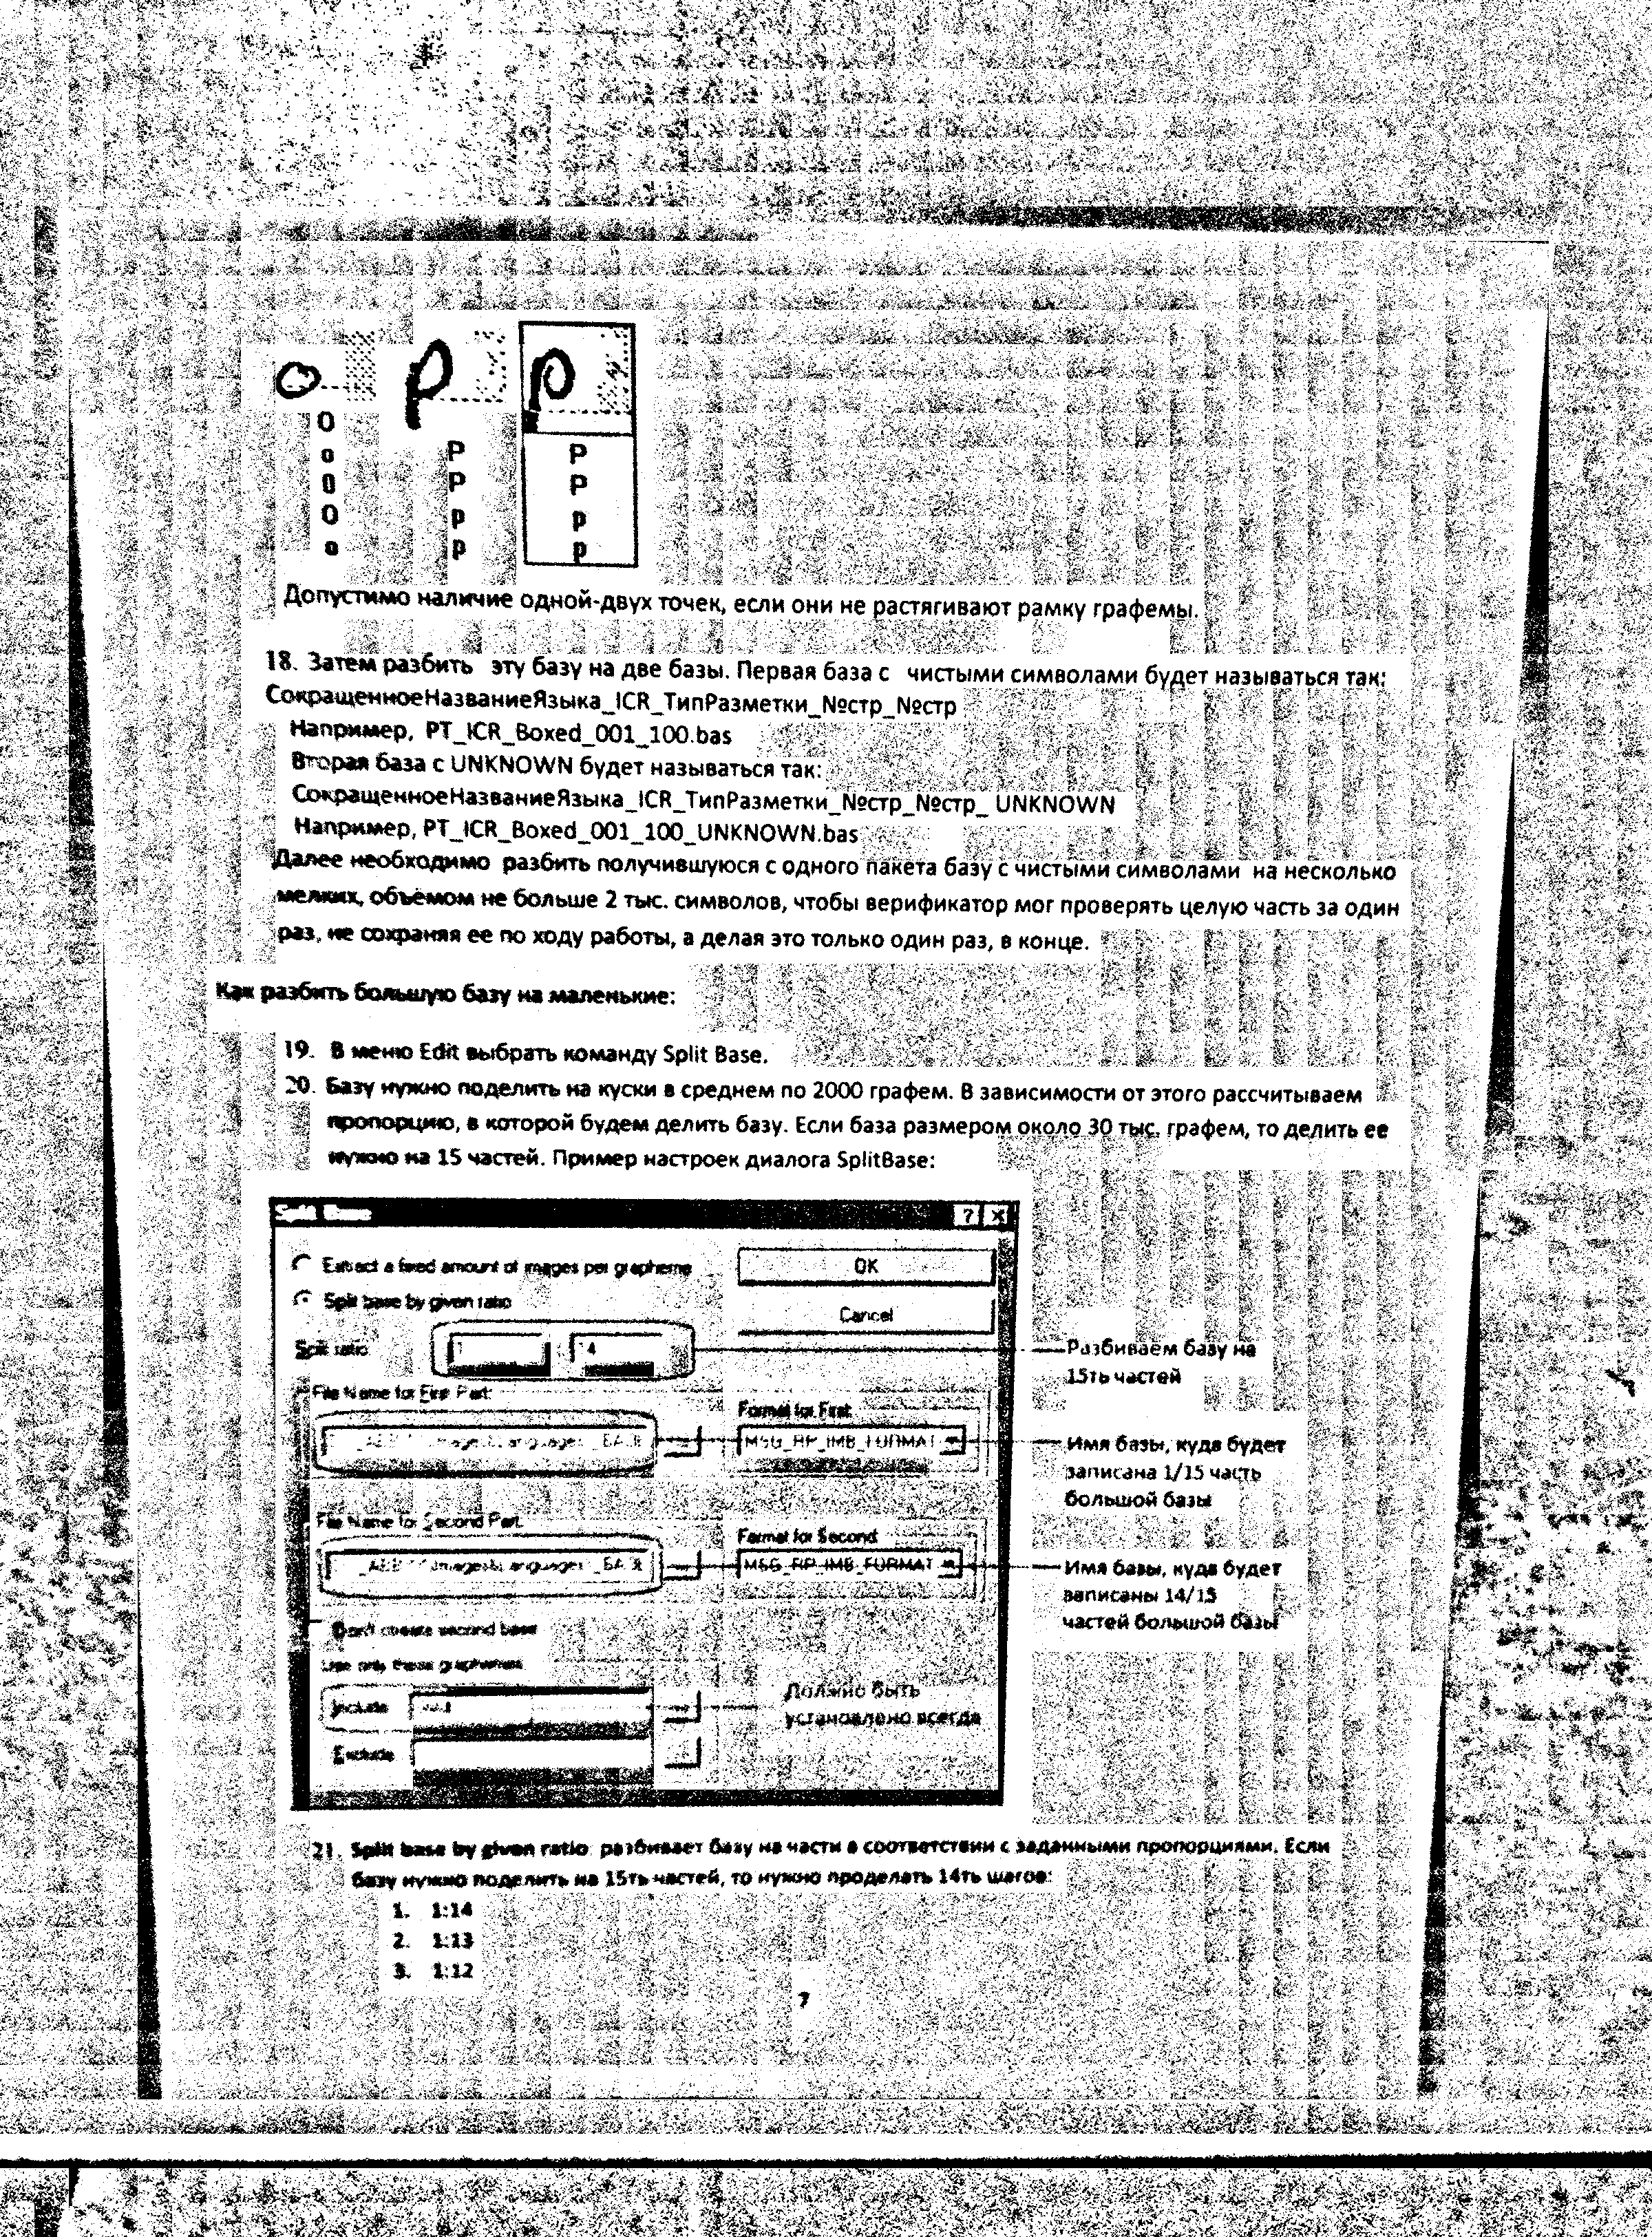 O P P
o P P
0 p p
O p p
o
Допустимо наличие одной-двух точек, если они не растягивают рамку графемы.
18. Затем разбить эту базу на две базы. Первая база с чистыми символами будет называться так:
СокращенноеНазваниеЯзыка_ICR_ТипРазметки_№стр_№стр
Например, PT_ICR_Boxed_001_100.bas
Вторая база с UNKNOWN будет называться так:
СокращенноеНазваниеЯзыка_ICR_ТипРазметки_№стр_№стр_ UNKNOWN
Например, PT_ICR_Boxed_001_100_UNKNOWN.bas
Далее необходимо разбить получившуюся с одного пакета базу с чистыми символами на несколько
мелких, объёмом не больше 2 тыс. символов, чтобы верификатор мог проверять целую часть за один
раз, не сохраняя ее по ходу работы, а делая это только один раз, в конце.
Как разбить большую базу на маленькие:
19. В меню Edit выбрать команду Split Base.
20. Базу нужно поделить на куски в среднем по 2000 графем. В зависимости от этого рассчитываем
пропорцию, в которой будем делить базу. Если база размером около 30 тыс. графем, то делить ее
нужно на 15 частей. Пример настроек диалога SplitBase:
Split Base ? X
Extract a fixed amount of images per grapheme OK
Split base by given ratio Cancel
Split ratio
Разбиваем базу на
15ть частей
File Name for First Part: Format for First
MSG_RP_IMB_FORMAT
Имя базы, куда будет
записана 1/15 часть
большой базы
File Name for Second Part: Format for Second
MSG_RP_IMB_FORMAT
Имя базы, куда будет
записаны 14/15
частей большой базы
Don't create second base
Use only these graphemes
Include
Должно быть
установлено всегда
Exclude
21. Split base by given ratio разбивает базу на части в соответствии с заданными пропорциями. Если
базу нужно поделить на 15ть частей, то нужно проделать 14ть шагов:
1. 1:14
2. 1:13
3. 1:12
7